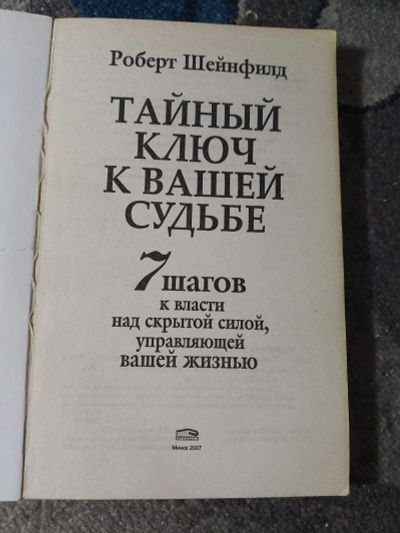 Роберт Шейнфилд
ТАЙНЫЙ
КЛЮЧ
К ВАШЕЙ
СУДЬБЕ
7 шагов
к власти
над скрытой силой,
управляющей
вашей жизнью
Минск 2007